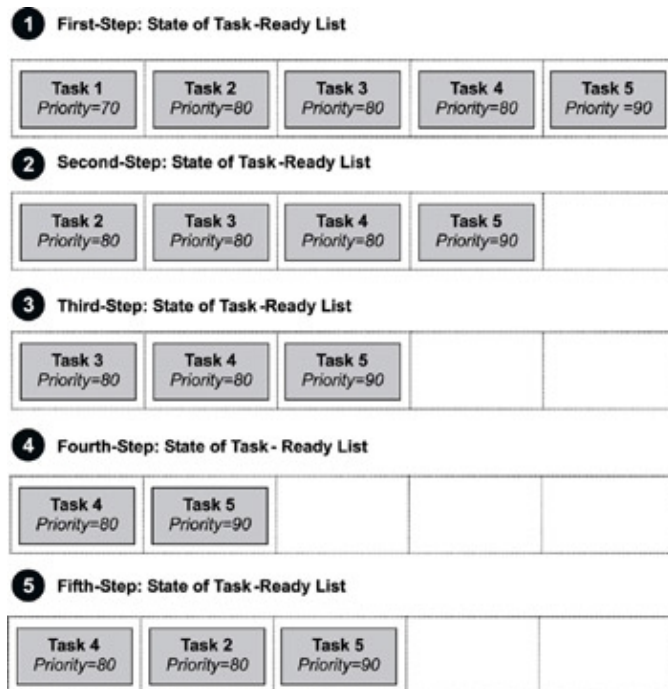 1 First-Step: State of Task-Ready List
Task 1 Task 2 Task 3 Task 4 Task 5
Priority=70 Priority=80 Priority=80 Priority=80 Priority =90
2 Second-Step: State of Task-Ready List
Task 2 Task 3 Task 4 Task 5
Priority=80 Priority=80 Priority=80 Priority=90
3 Third-Step: State of Task-Ready List
Task 3 Task 4 Task 5
Priority=80 Priority=80 Priority=90
4 Fourth-Step: State of Task- Ready List
Task 4 Task 5
Priority=80 Priority=90
5 Fifth-Step: State of Task-Ready List
Task 4 Task 2 Task 5
Priority=80 Priority=80 Priority=90